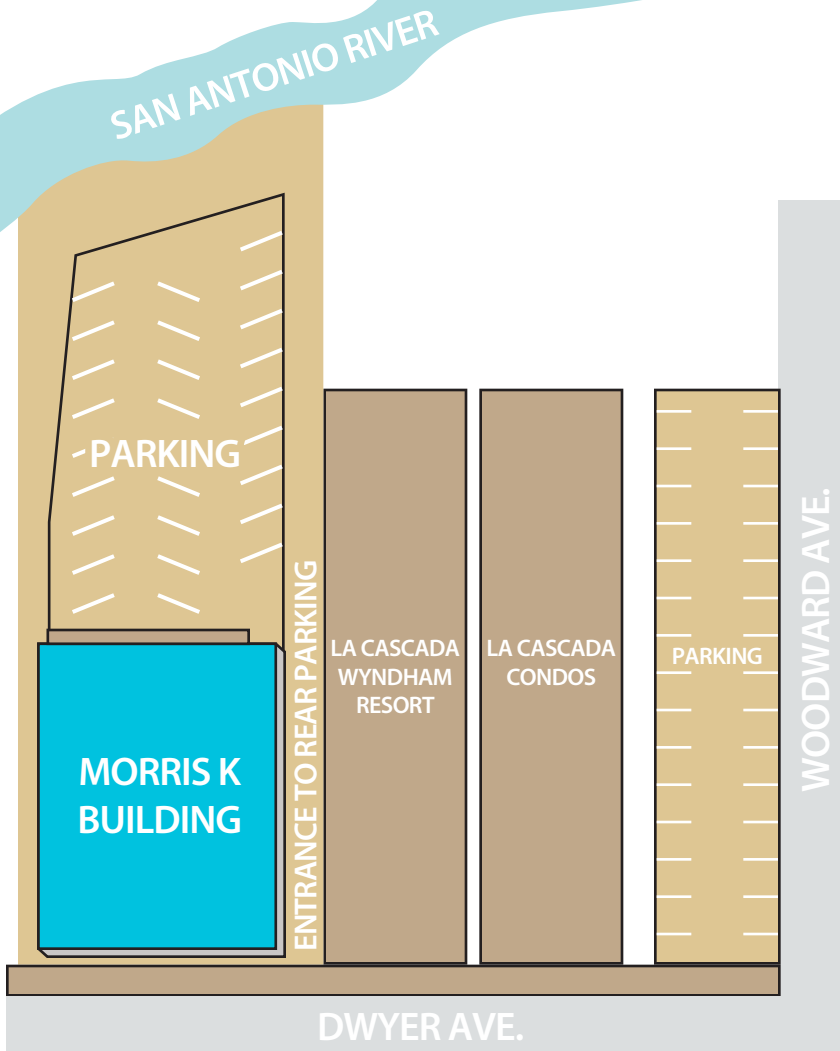 SAN ANTONIO RIVER
PARKING
MORRIS K
BUILDING
ENTRANCE TO REAR PARKING
LA CASCADA
WYNDHAM
RESORT
LA CASCADA
CONDOS
PARKING
WOODWARD AVE.
DWYER AVE.